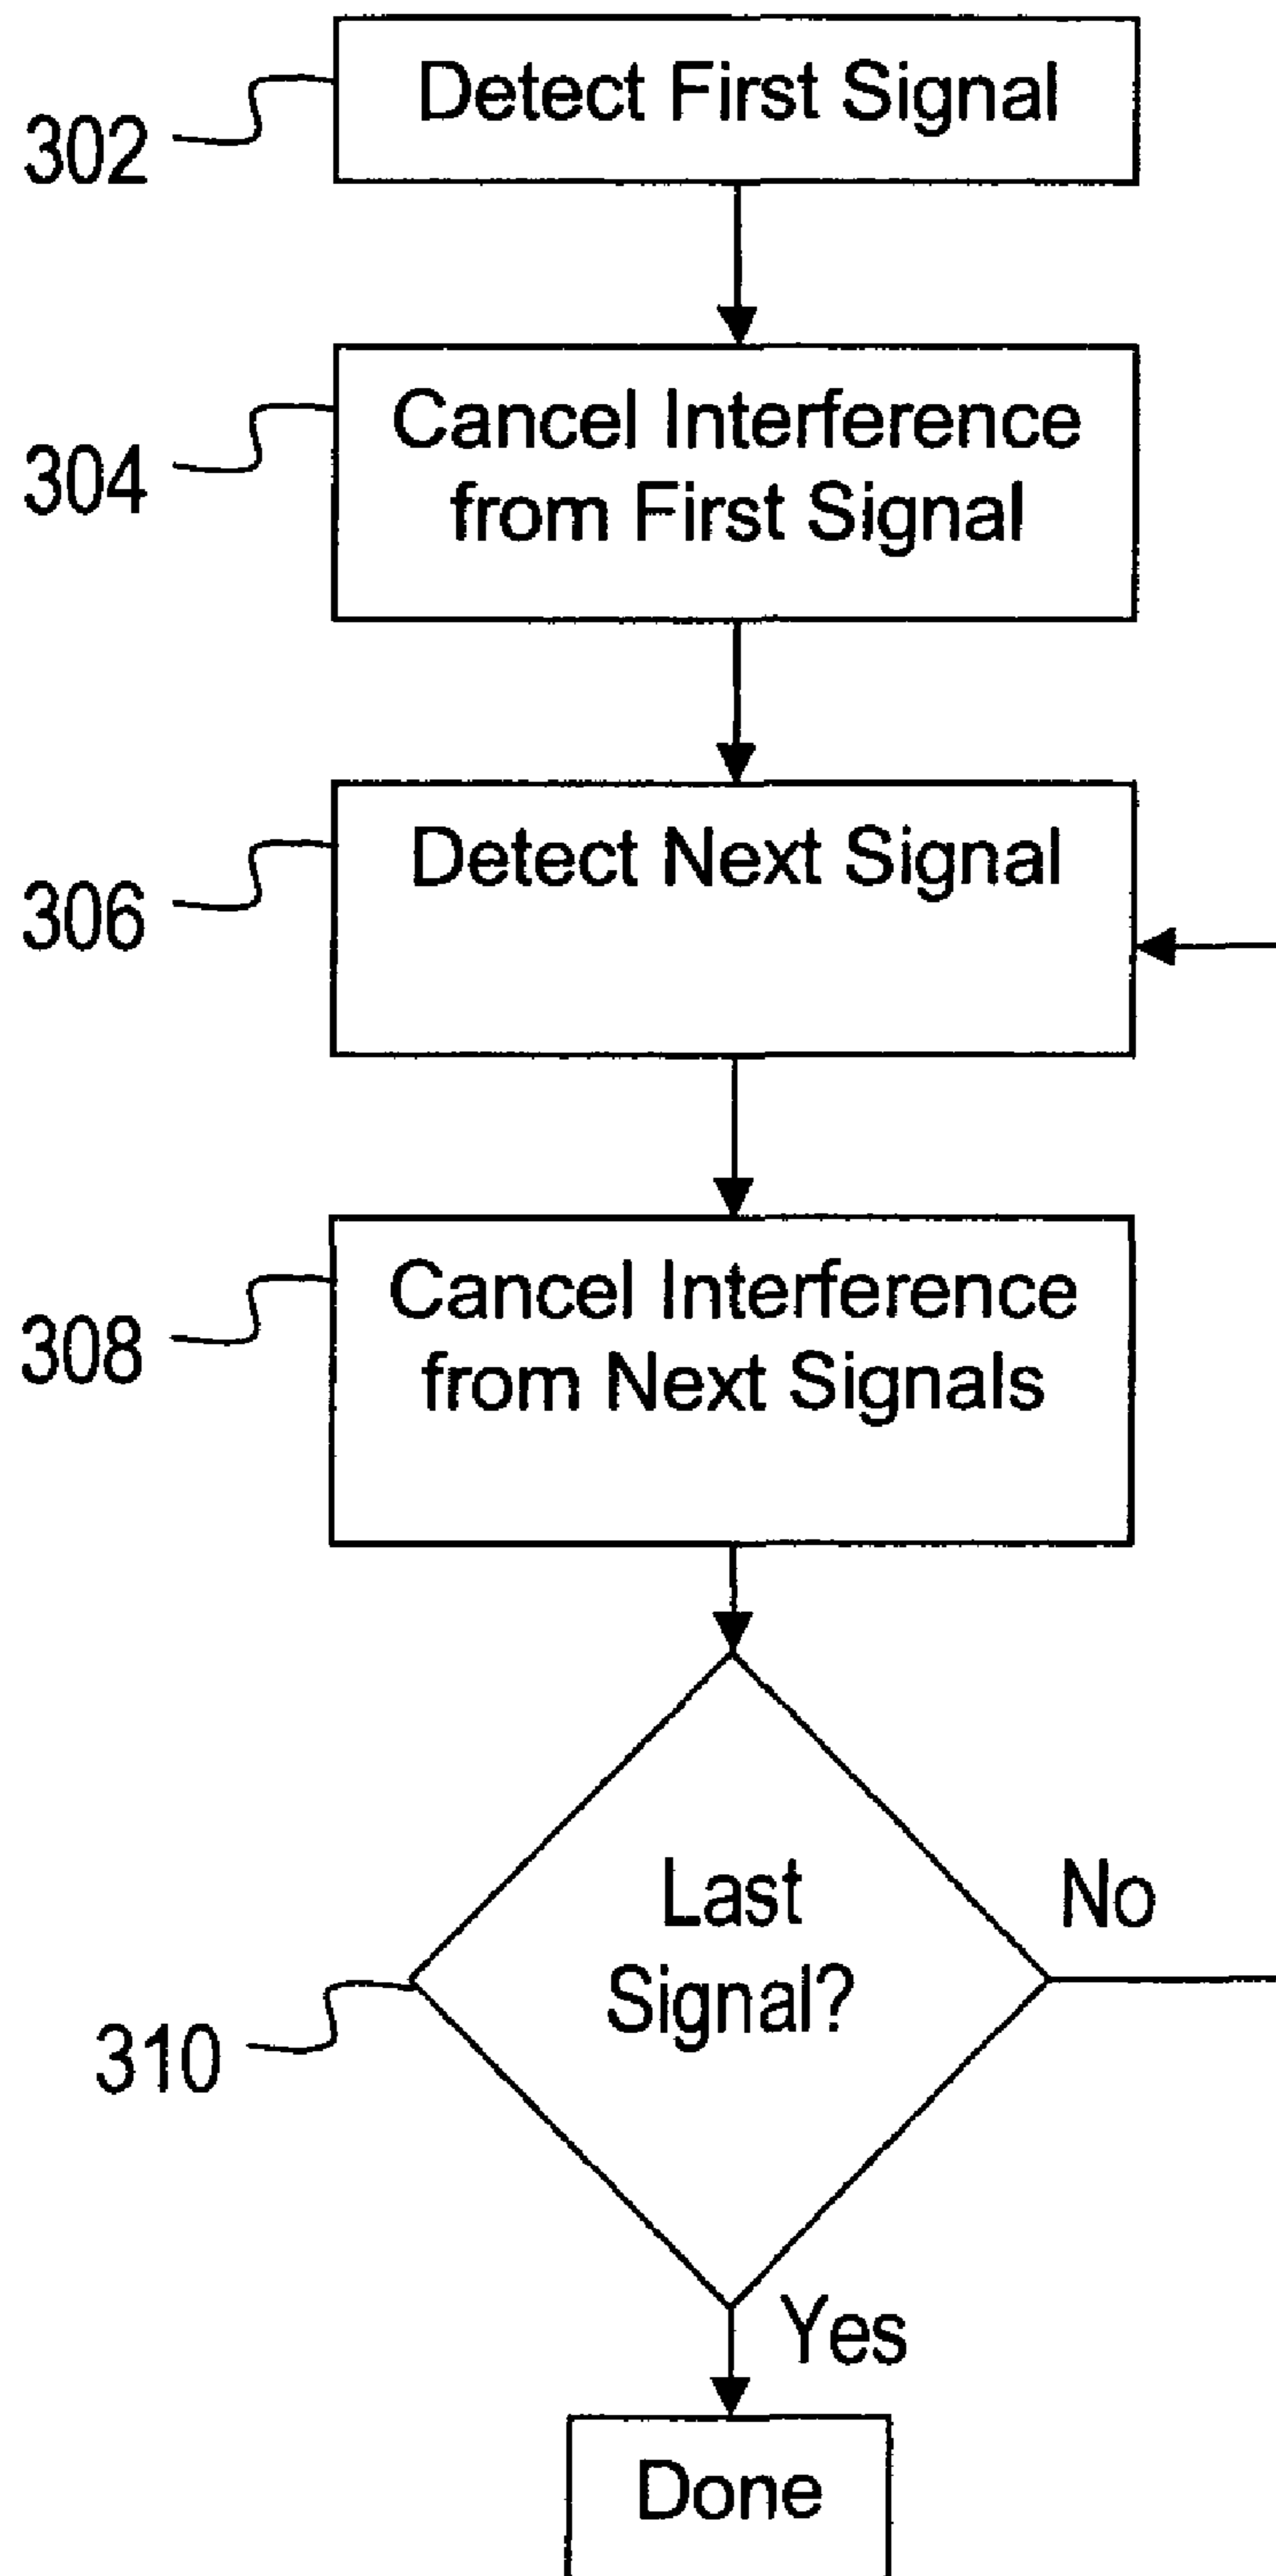 Detect First Signal
302
Cancel Interference
from First Signal
304
Detect Next Signal
306
Cancel Interference
from Next Signals
308
Last
Signal?
No
310
Yes
Done